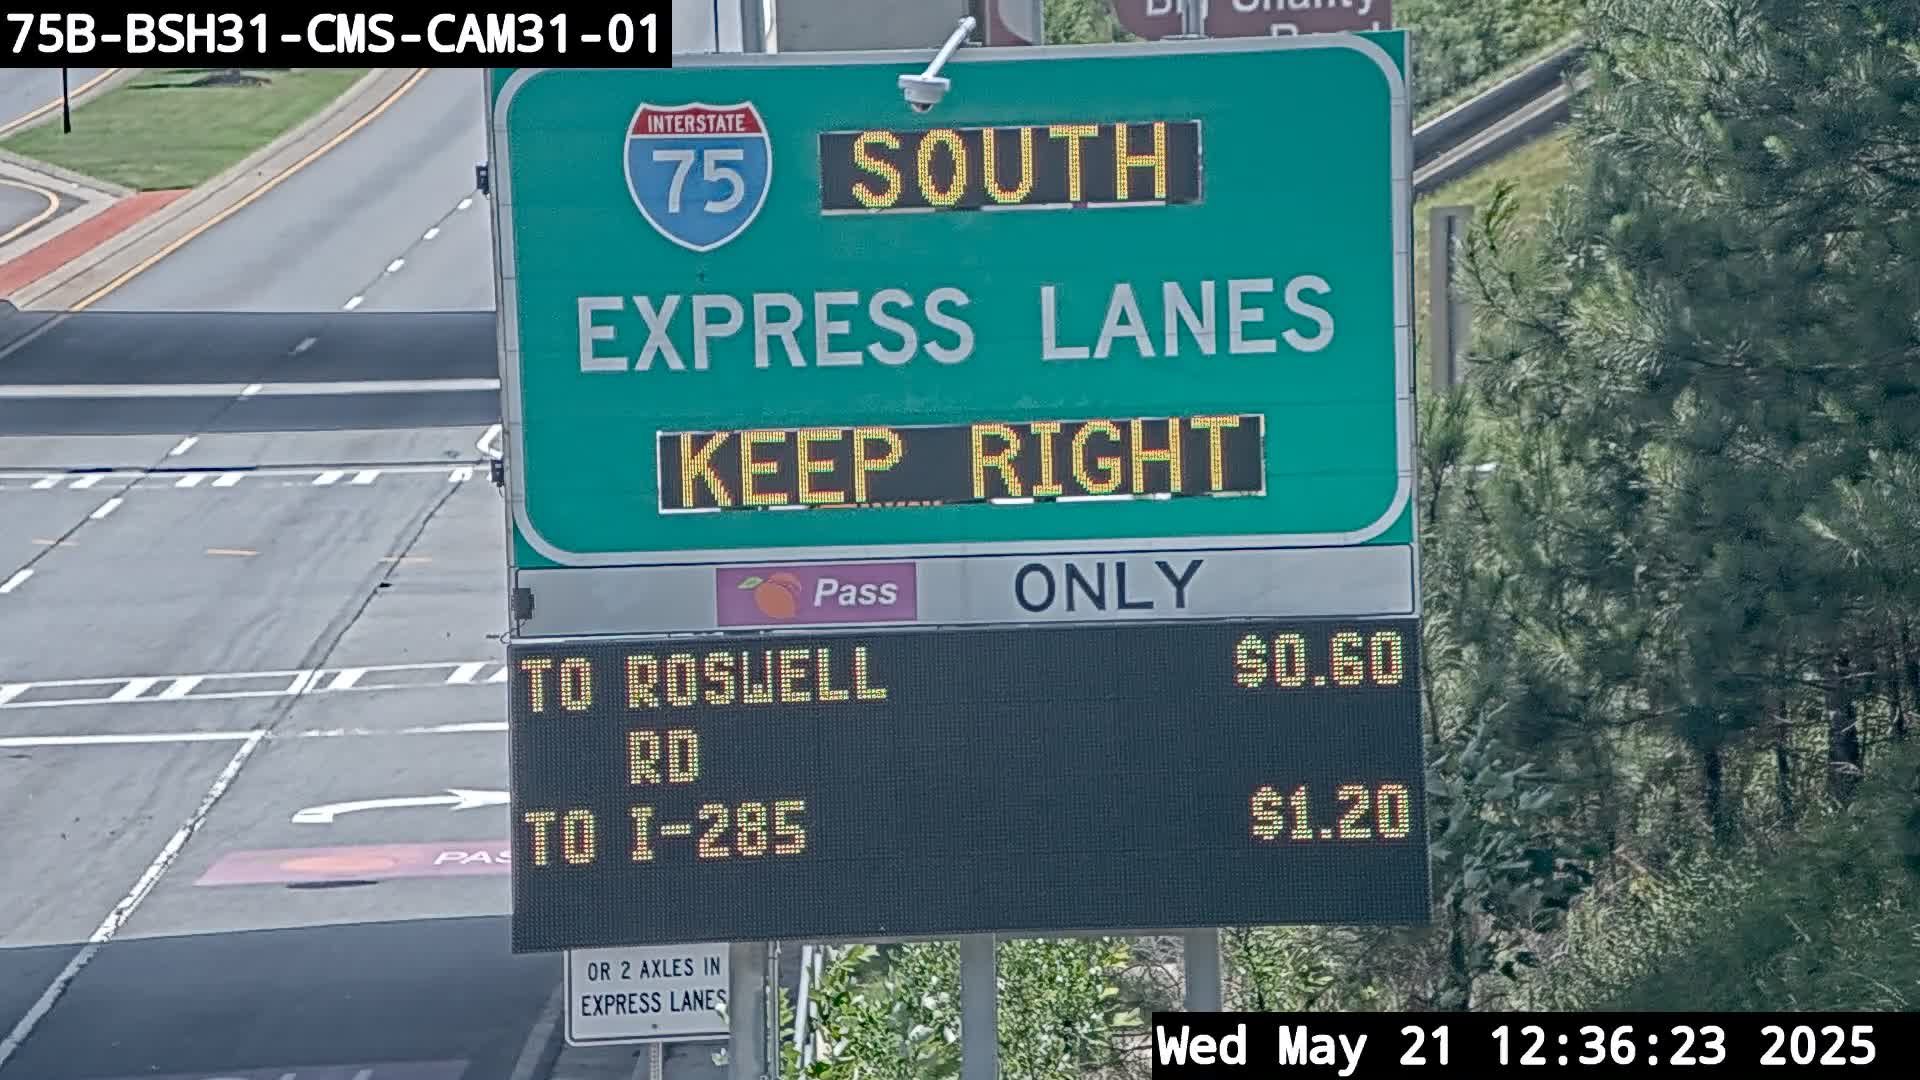 75B-BSH31-CMS-CAM31-01
INTERSTATE
75
SOUTH
EXPRESS LANES
KEEP RIGHT
Pass ONLY
TO ROSWELL $0.60
RD
TO I-285 $1.20
OR 2 AXLES IN
EXPRESS LANES
Wed May 21 12:36:23 2025